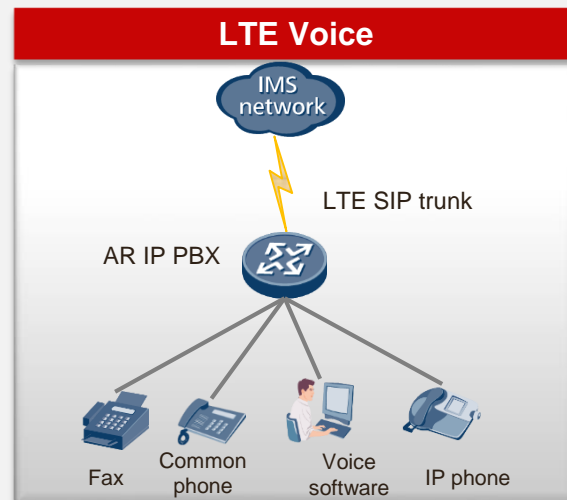 LTE Voice
IMS
network
LTE SIP trunk
AR IP PBX
Fax
Common
phone
Voice
software
IP phone